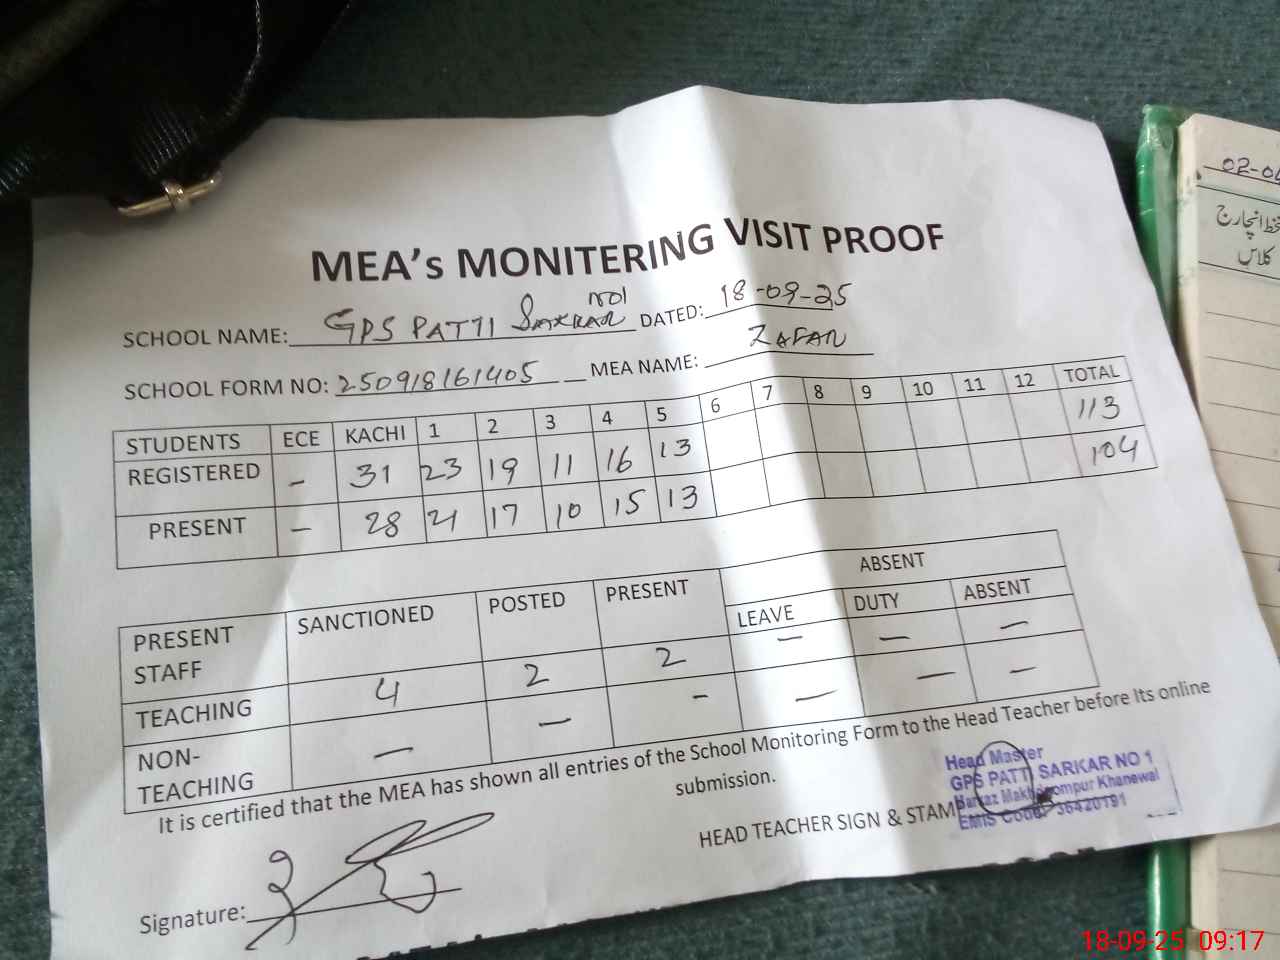 MEA's MONITERING VISIT PROOF
SCHOOL NAME: GPS PATTI Sarkar NO1 DATED: 18-09-25
SCHOOL FORM NO: 250918161405 MEA NAME: ZAFAR
STUDENTS ECE KACHI 1 2 3 4 5 6 7 8 9 10 11 12 TOTAL
REGISTERED - 31 23 19 11 16 13 113
PRESENT - 28 21 17 10 15 13 104
PRESENT STAFF SANCTIONED POSTED PRESENT ABSENT
LEAVE DUTY ABSENT
TEACHING 4 2 2 - - -
NON-TEACHING - - - - - -
It is certified that the MEA has shown all entries of the School Monitoring Form to the Head Teacher before Its online
submission.
HEAD TEACHER SIGN & STAMP
Head Master
GPS PATTI SARKAR NO 1
Markaz Makhdoompur Khanewal
EMIS Code: 36420191
Signature:
02-0
انچارج
کلاس
18-09-25 09:17